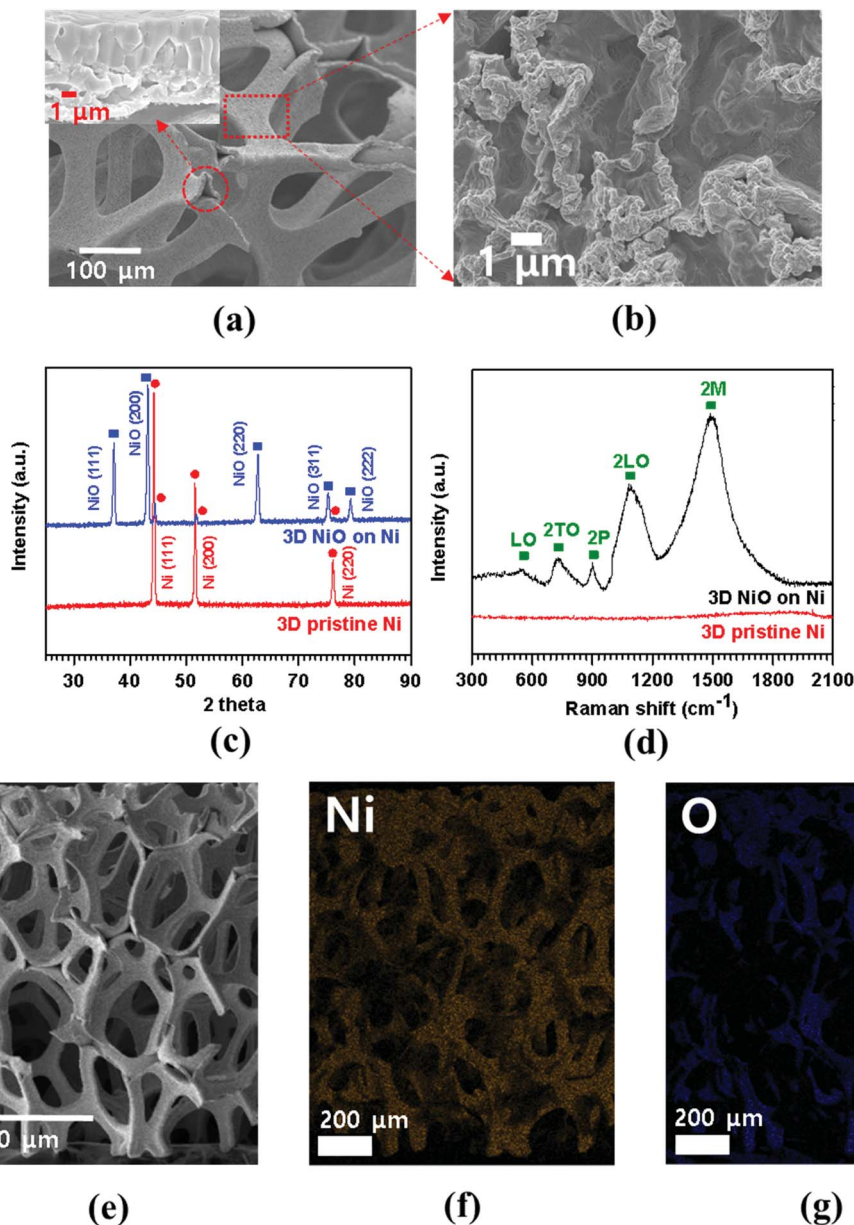 1 μm
100 μm
1 μm
(a)
(b)
Intensity (a.u.)
NiO (111)
NiO (200)
NiO (220)
NiO (311)
NiO (222)
3D NiO on Ni
Ni (111)
Ni (200)
Ni (220)
3D pristine Ni
30 40 50 60 70 80 90
2 theta
(c)
Intensity (a.u.)
LO
2TO
2P
2LO
2M
3D NiO on Ni
3D pristine Ni
300 600 900 1200 1500 1800 2100
Raman shift (cm⁻¹)
(d)
0 μm
Ni
200 μm
O
200 μm
(e)
(f)
(g)